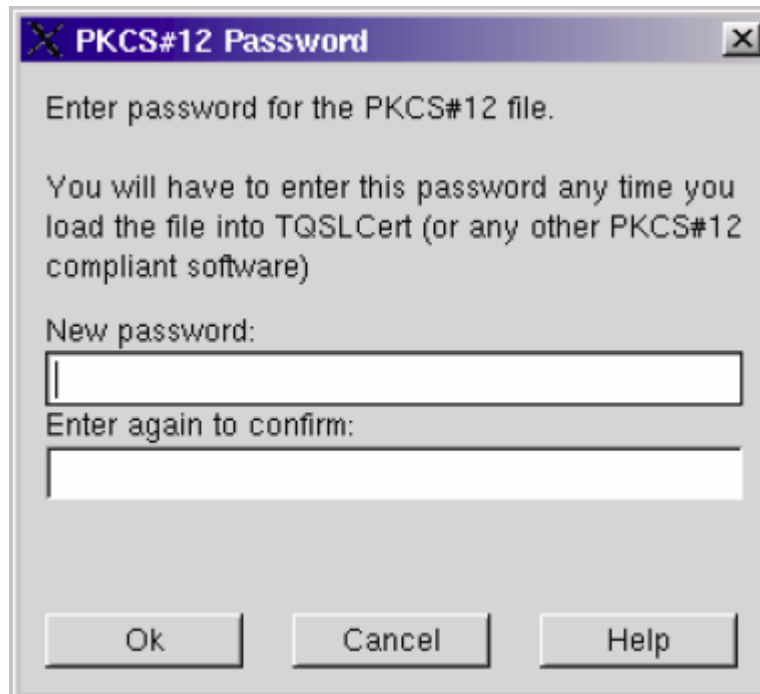 PKCS#12 Password
Enter password for the PKCS#12 file.
You will have to enter this password any time you
load the file into TQSLCert (or any other PKCS#12
compliant software)
New password:
Enter again to confirm:
Ok Cancel Help